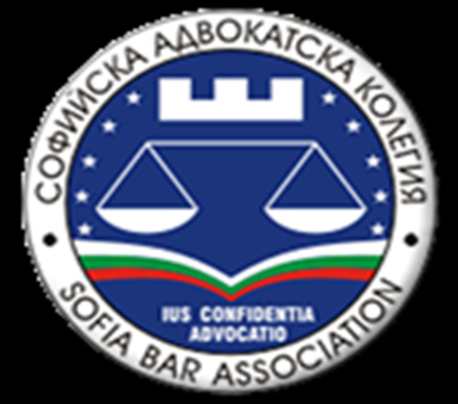 СОФИЙСКА АДВОКАТСКА КОЛЕГИЯ
IUS CONFIDENTIA
ADVOCATIO
SOFIA BAR ASSOCIATION